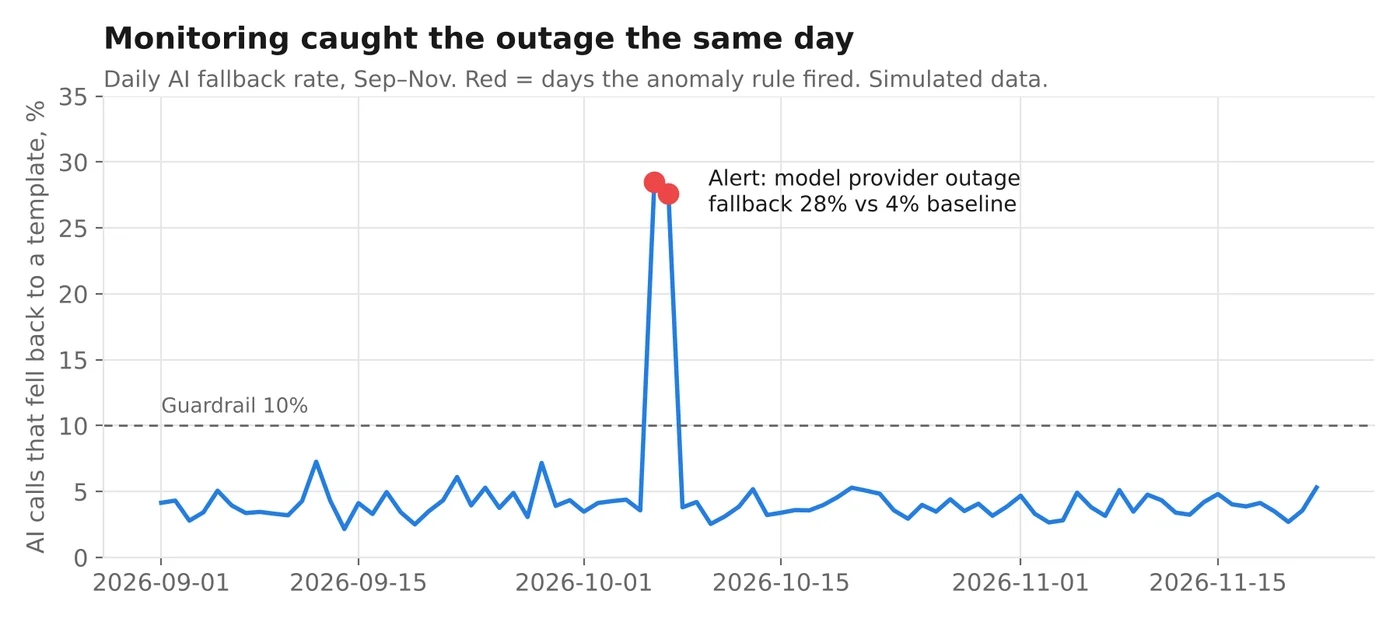 Monitoring caught the outage the same day
Daily AI fallback rate, Sep–Nov. Red = days the anomaly rule fired. Simulated data.
AI calls that fell back to a template, %
35
30
25
20
15
10
5
0
Alert: model provider outage
fallback 28% vs 4% baseline
Guardrail 10%
2026-09-01 2026-09-15 2026-10-01 2026-10-15 2026-11-01 2026-11-15